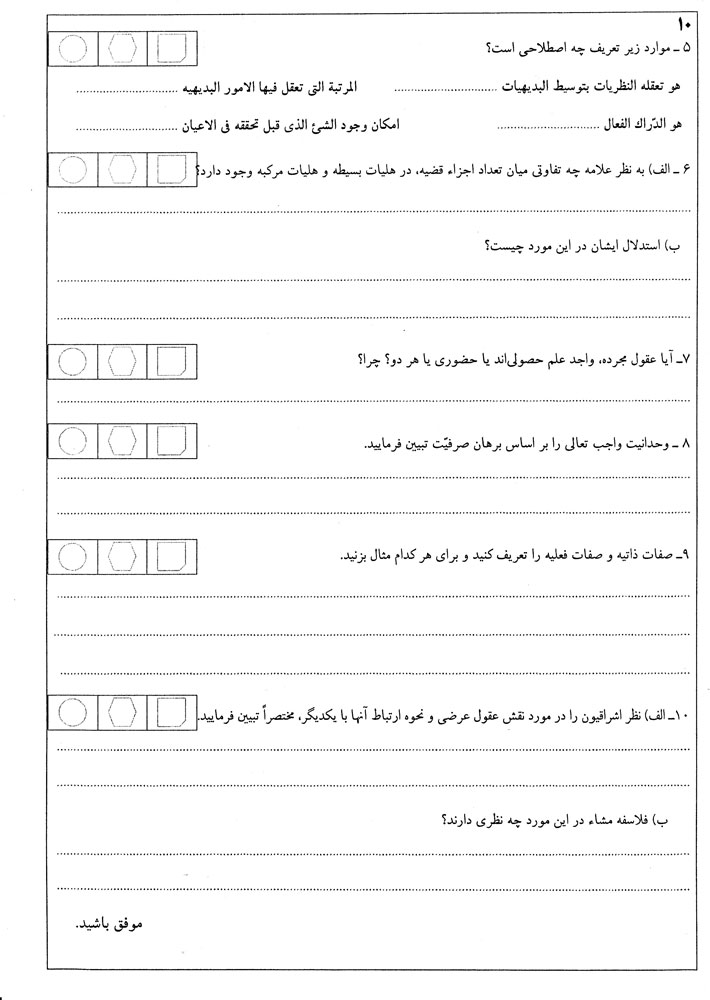 ۱۰
۵ ـ موارد زیر تعریف چه اصطلاحی است؟
هو تعقله النظریات بتوسیط البدیهیات .............................. المرتبة التی تعقل فیها الامور البدیهیه ..............................
هو الدّراك الفعال .............................. امکان وجود الشئ الذی قبل تحققه فی الاعیان ..............................
۶ ـ الف) به نظر علامه چه تفاوتی میان تعداد اجزاء قضیه، در هلیات بسیطه و هلیات مرکبه وجود دارد؟
ب) استدلال ایشان در این مورد چیست؟
۷ـ آیا عقول مجرده، واجد علم حصولی‌اند یا حضوری یا هر دو؟ چرا؟
۸ ـ وحدانیت واجب تعالی را بر اساس برهان صرفیّت تبیین فرمایید.
۹ـ صفات ذاتیه و صفات فعلیه را تعریف کنید و برای هر کدام مثال بزنید.
۱۰ـ الف) نظر اشراقیون را در مورد نقش عقول عرضی و نحوه ارتباط آنها با یکدیگر، مختصراً تبیین فرمایید.
ب) فلاسفه مشاء در این مورد چه نظری دارند؟
موفق باشید.